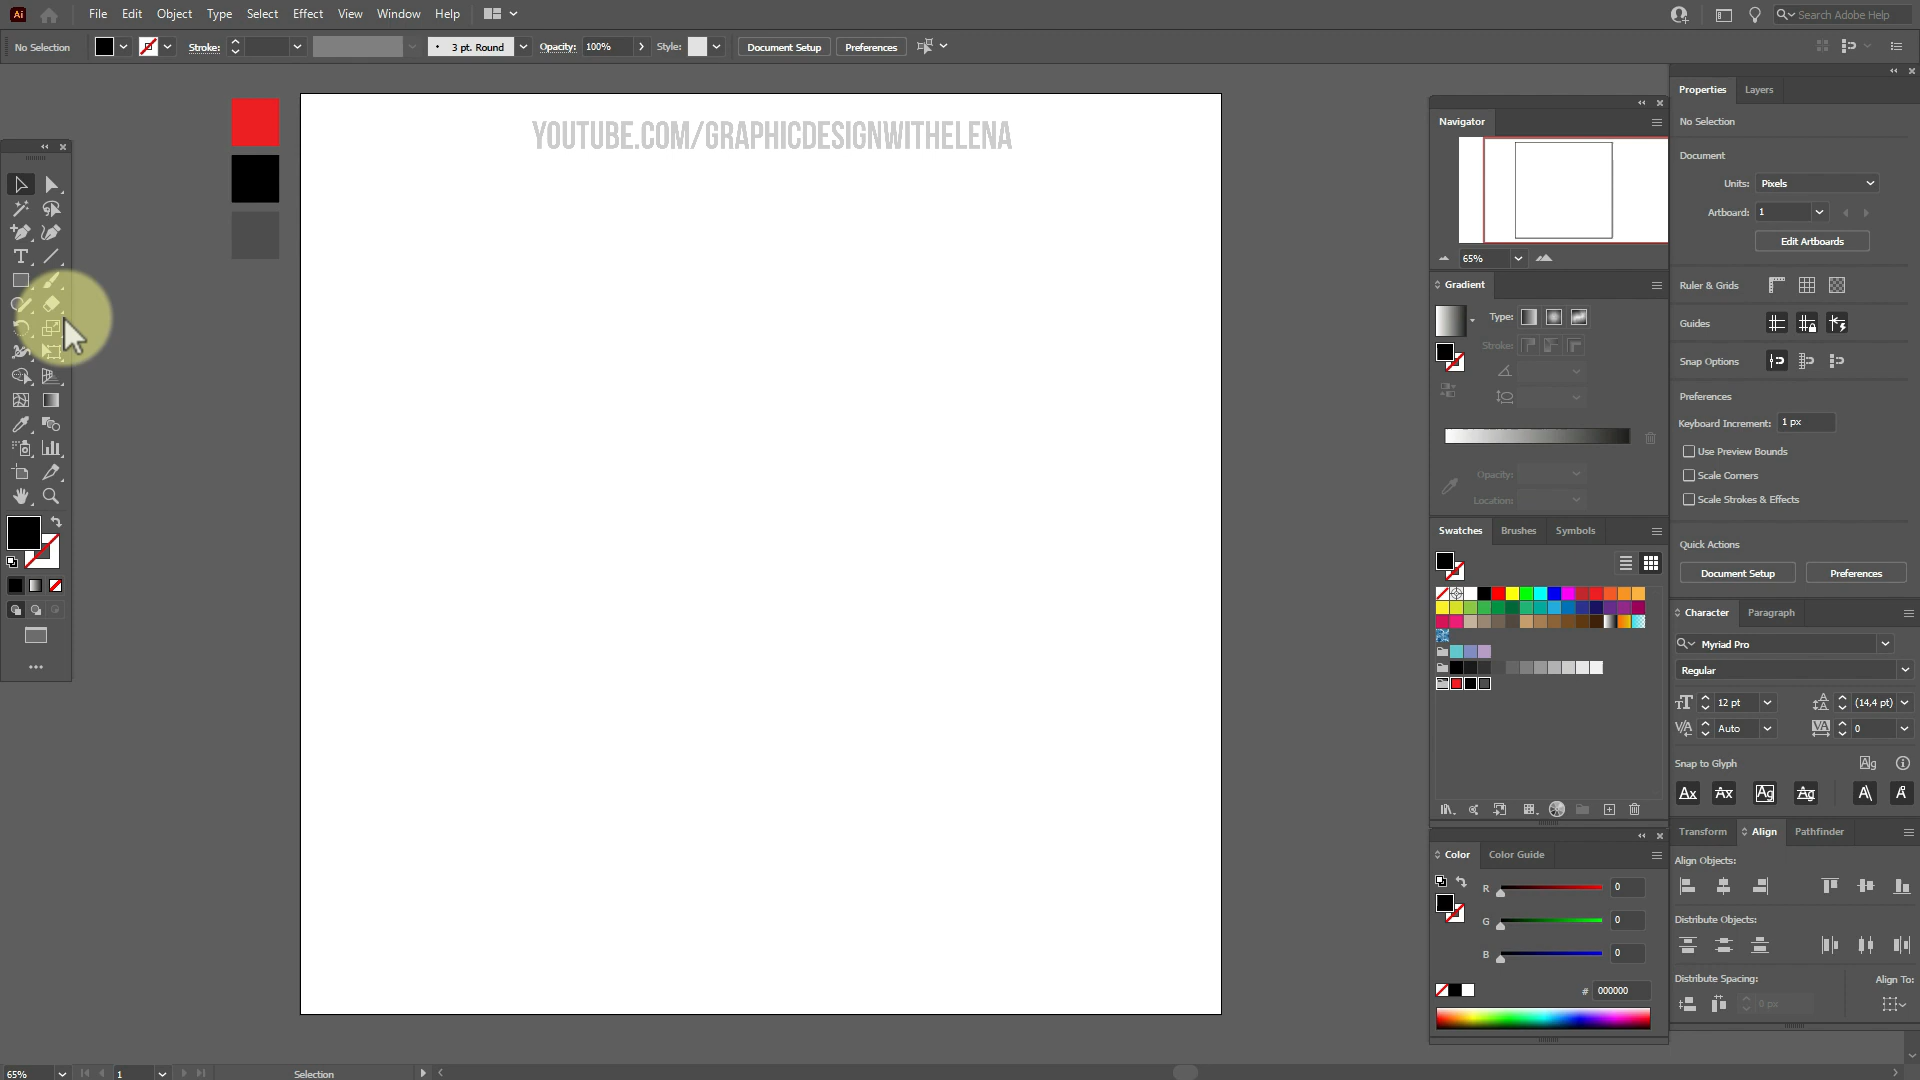 Ai File Edit Object Type Select Effect View Window Help Search Adobe Help
No Selection Stroke: 3 pt. Round Opacity: 100% Style: Document Setup Preferences
YOUTUBE.COM/GRAPHICDESIGNWITHELENA
65% 1 Selection
Navigator
65%
Gradient
Type:
Stroke:
Opacity:
Location:
Swatches Brushes Symbols
Color Color Guide
R 0
G 0
B 0
# 000000
Properties Layers
No Selection
Document
Units: Pixels
Artboard: 1
Edit Artboards
Ruler & Grids
Guides
Snap Options
Preferences
Keyboard Increment: 1 px
Use Preview Bounds
Scale Corners
Scale Strokes & Effects
Quick Actions
Document Setup Preferences
Character Paragraph
Myriad Pro
Regular
12 pt (14,4 pt)
Auto 0
Snap to Glyph
Transform Align Pathfinder
Align Objects:
Distribute Objects:
Distribute Spacing: Align To:
0 px